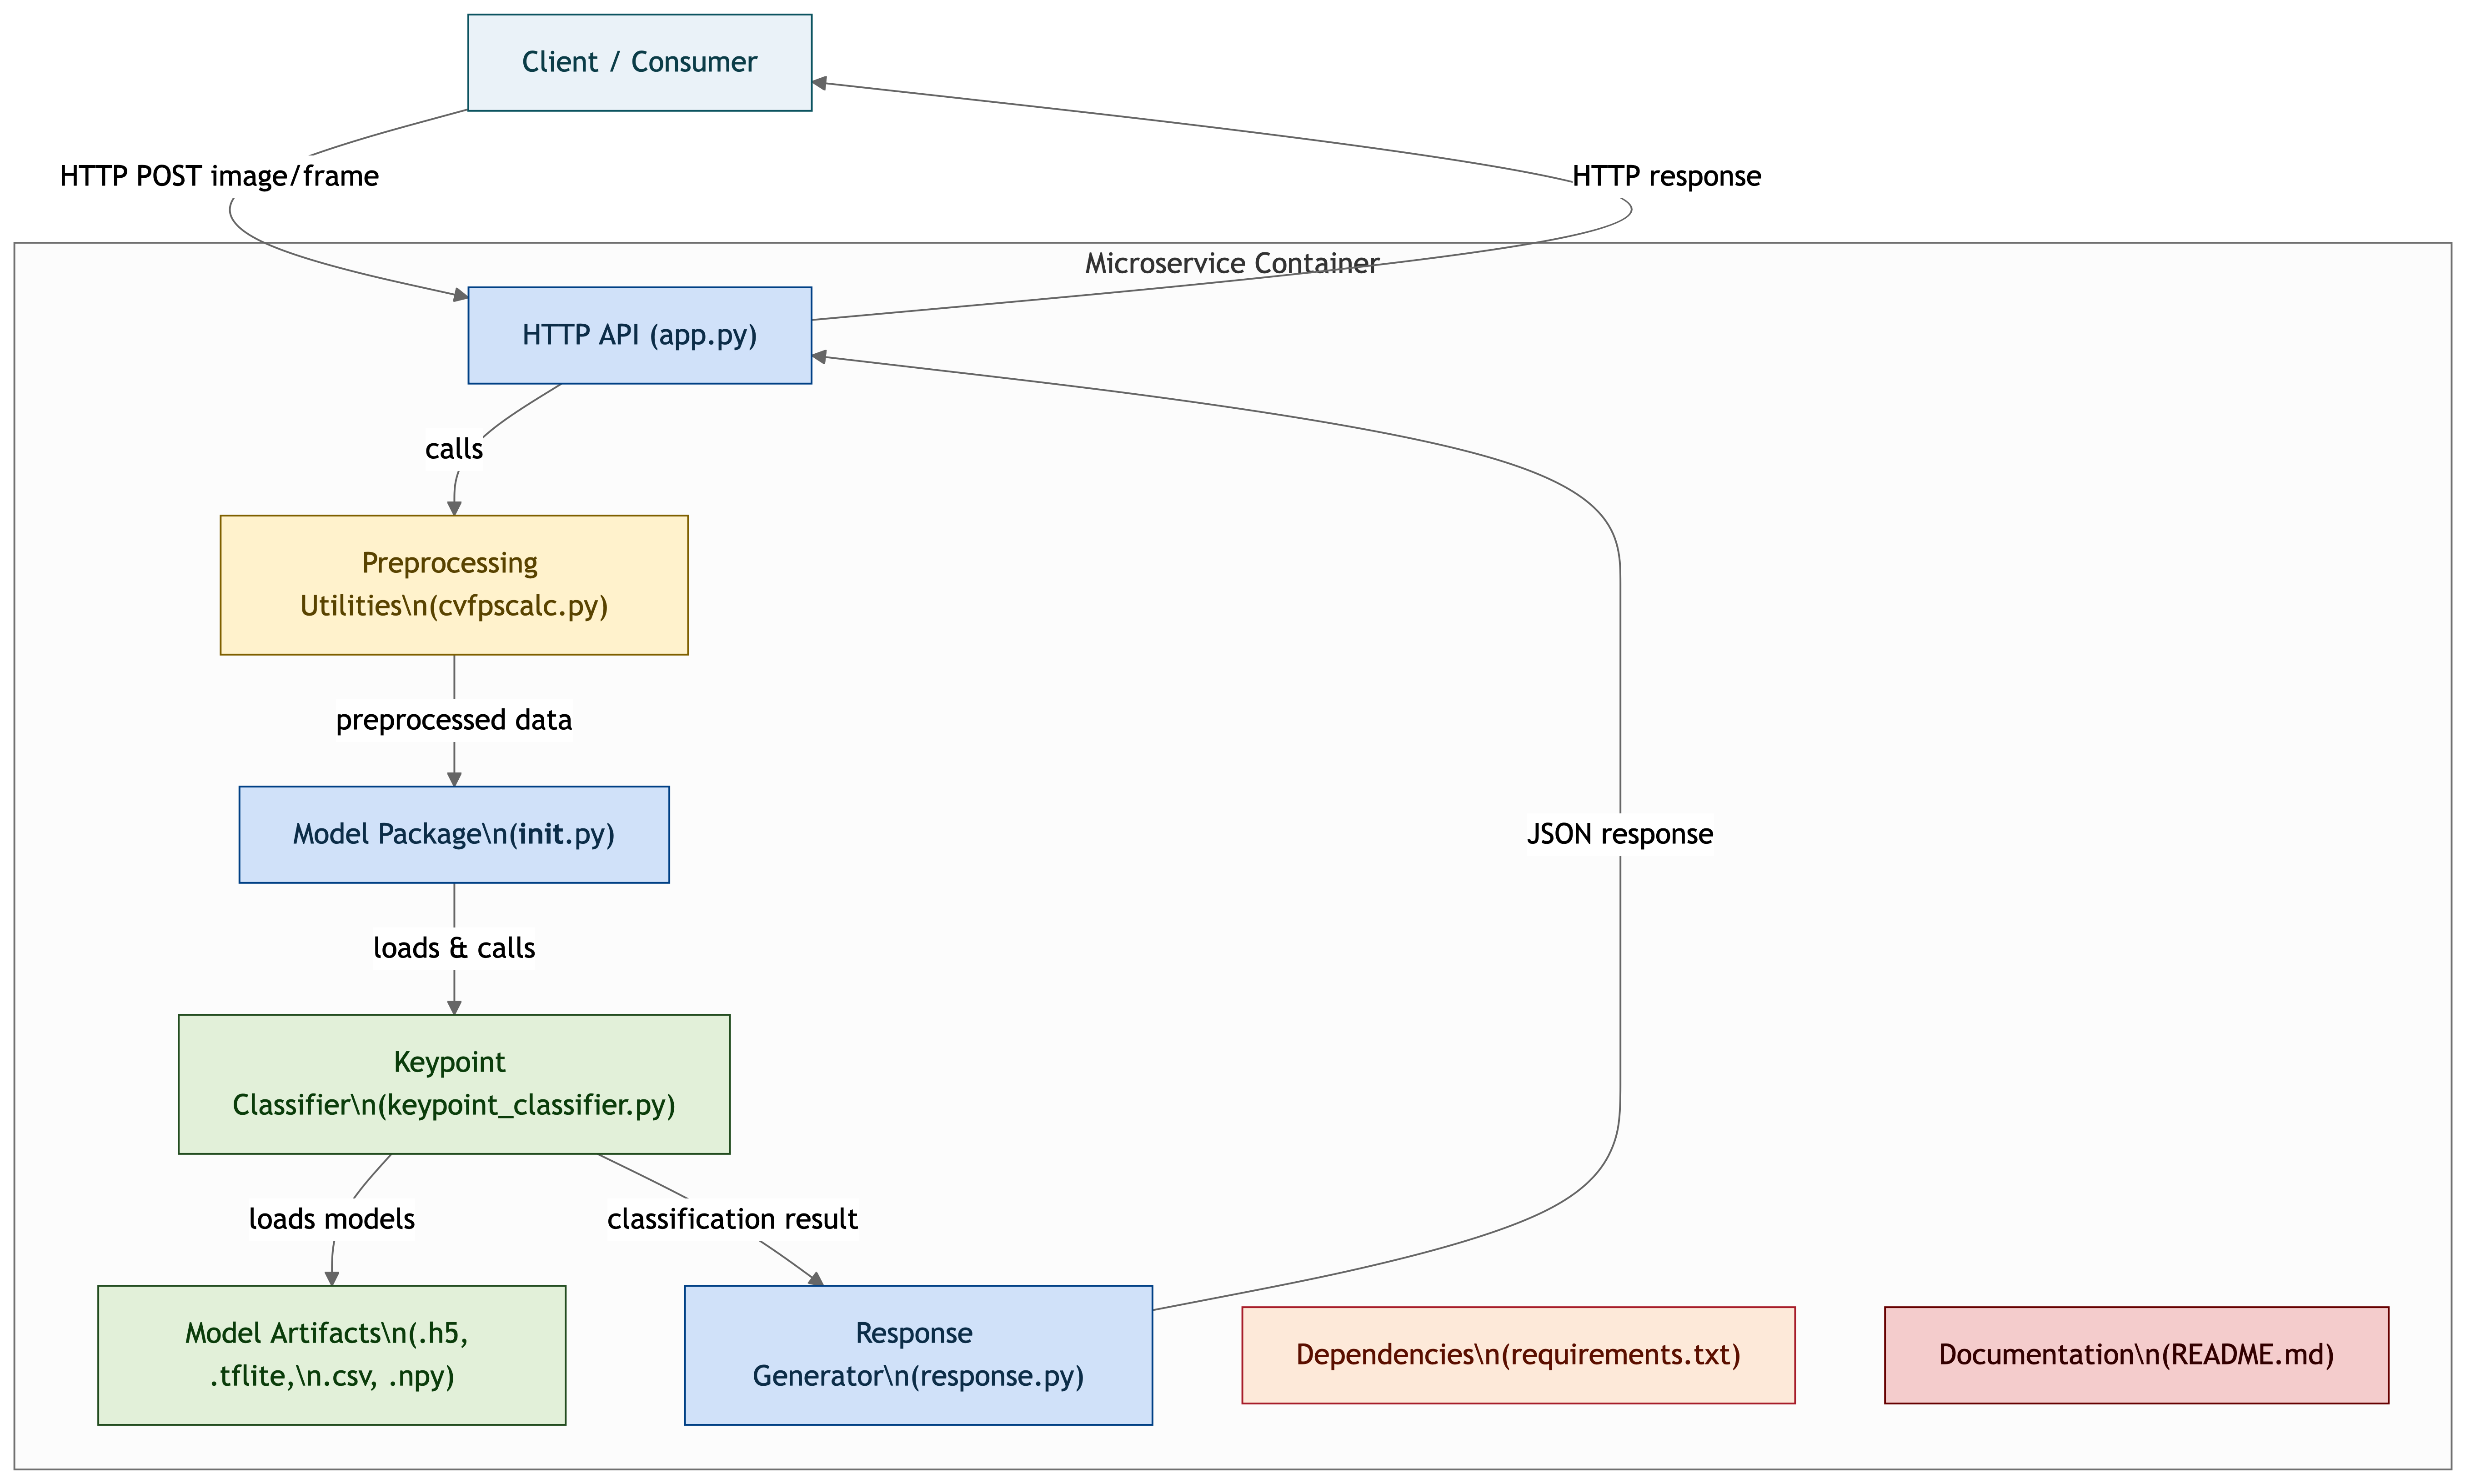 Client / Consumer
HTTP POST image/frame
HTTP response
Microservice Container
HTTP API (app.py)
calls
Preprocessing
Utilities\n(cvfpscalc.py)
preprocessed data
Model Package\n(init.py)
JSON response
loads & calls
Keypoint
Classifier\n(keypoint_classifier.py)
loads models
classification result
Model Artifacts\n(.h5,
.tflite,\n.csv, .npy)
Response
Generator\n(response.py)
Dependencies\n(requirements.txt)
Documentation\n(README.md)